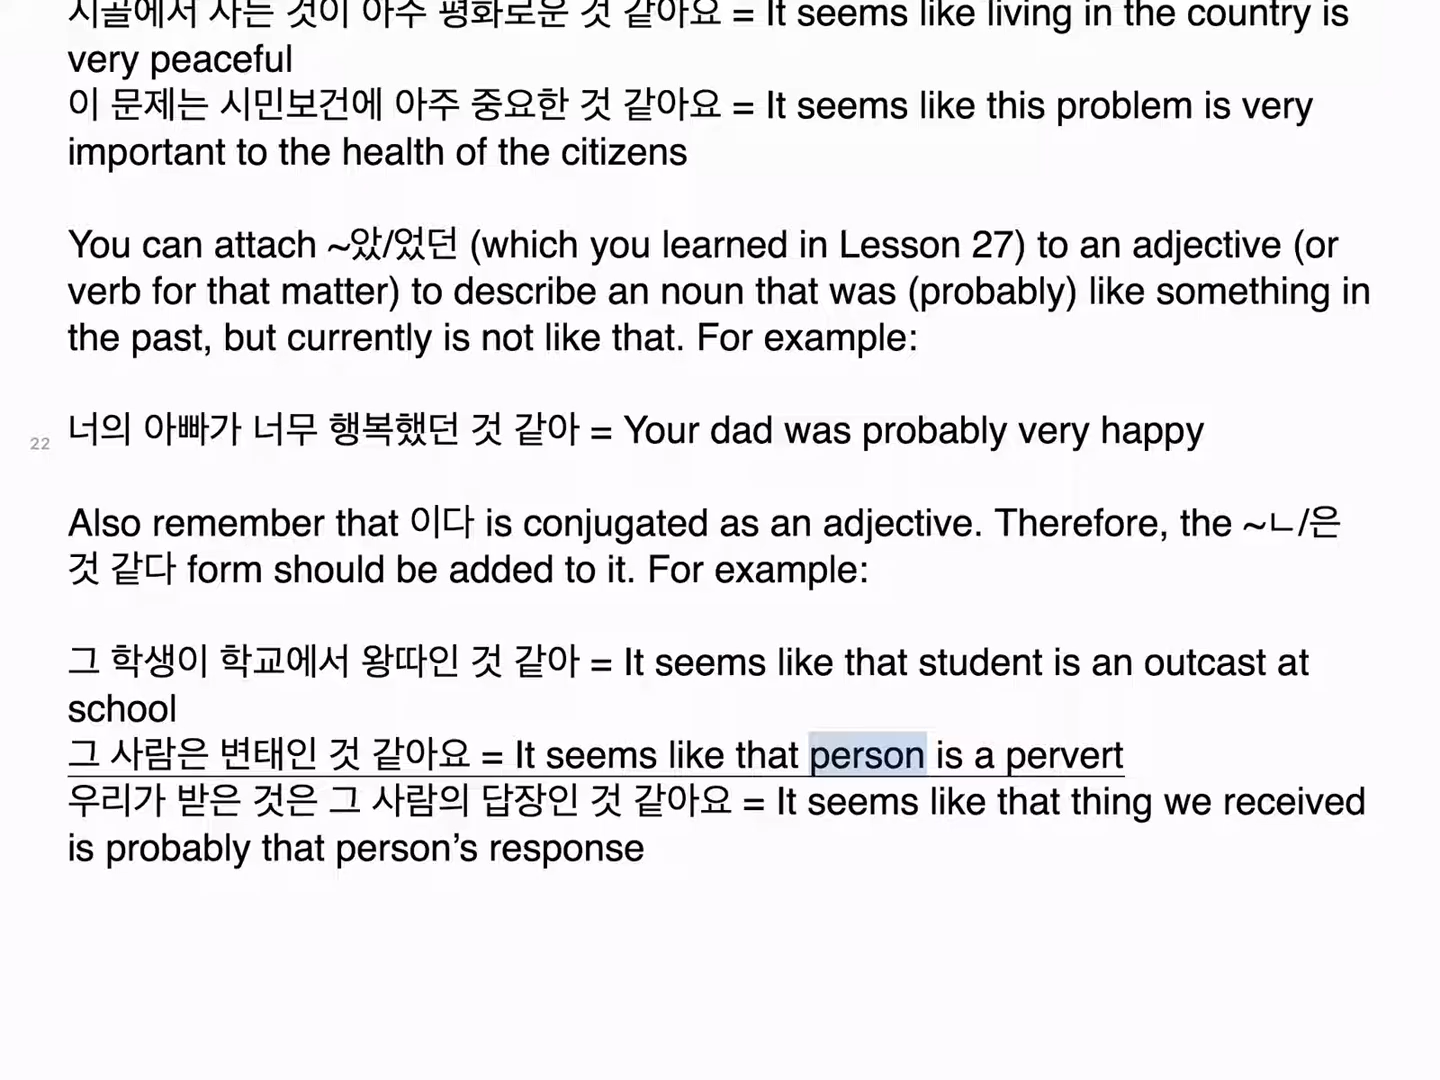 시골에서 사는 것이 아주 평화로운 것 같아요 = It seems like living in the country is
very peaceful
이 문제는 시민보건에 아주 중요한 것 같아요 = It seems like this problem is very
important to the health of the citizens
You can attach ~았/었던 (which you learned in Lesson 27) to an adjective (or
verb for that matter) to describe an noun that was (probably) like something in
the past, but currently is not like that. For example:
22 너의 아빠가 너무 행복했던 것 같아 = Your dad was probably very happy
Also remember that 이다 is conjugated as an adjective. Therefore, the ~ㄴ/은
것 같다 form should be added to it. For example:
그 학생이 학교에서 왕따인 것 같아 = It seems like that student is an outcast at
school
그 사람은 변태인 것 같아요 = It seems like that person is a pervert
우리가 받은 것은 그 사람의 답장인 것 같아요 = It seems like that thing we received
is probably that person’s response